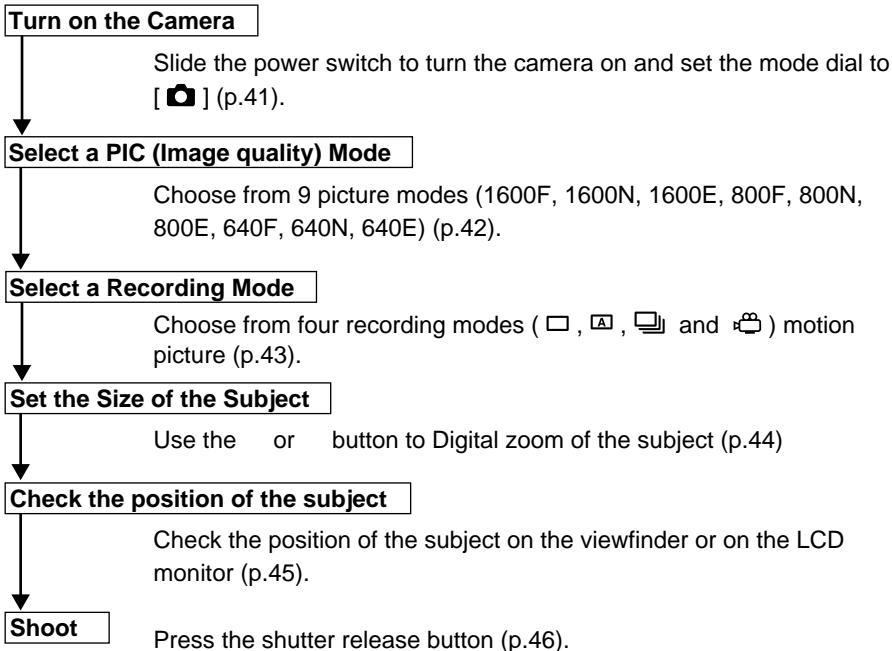 Turn on the Camera
Slide the power switch to turn the camera on and set the mode dial to
[ ] (p.41).
Select a PIC (Image quality) Mode
Choose from 9 picture modes (1600F, 1600N, 1600E, 800F, 800N,
800E, 640F, 640N, 640E) (p.42).
Select a Recording Mode
Choose from four recording modes ( , A , and ) motion
picture (p.43).
Set the Size of the Subject
Use the or button to Digital zoom of the subject (p.44)
Check the position of the subject
Check the position of the subject on the viewfinder or on the LCD
monitor (p.45).
Shoot
Press the shutter release button (p.46).